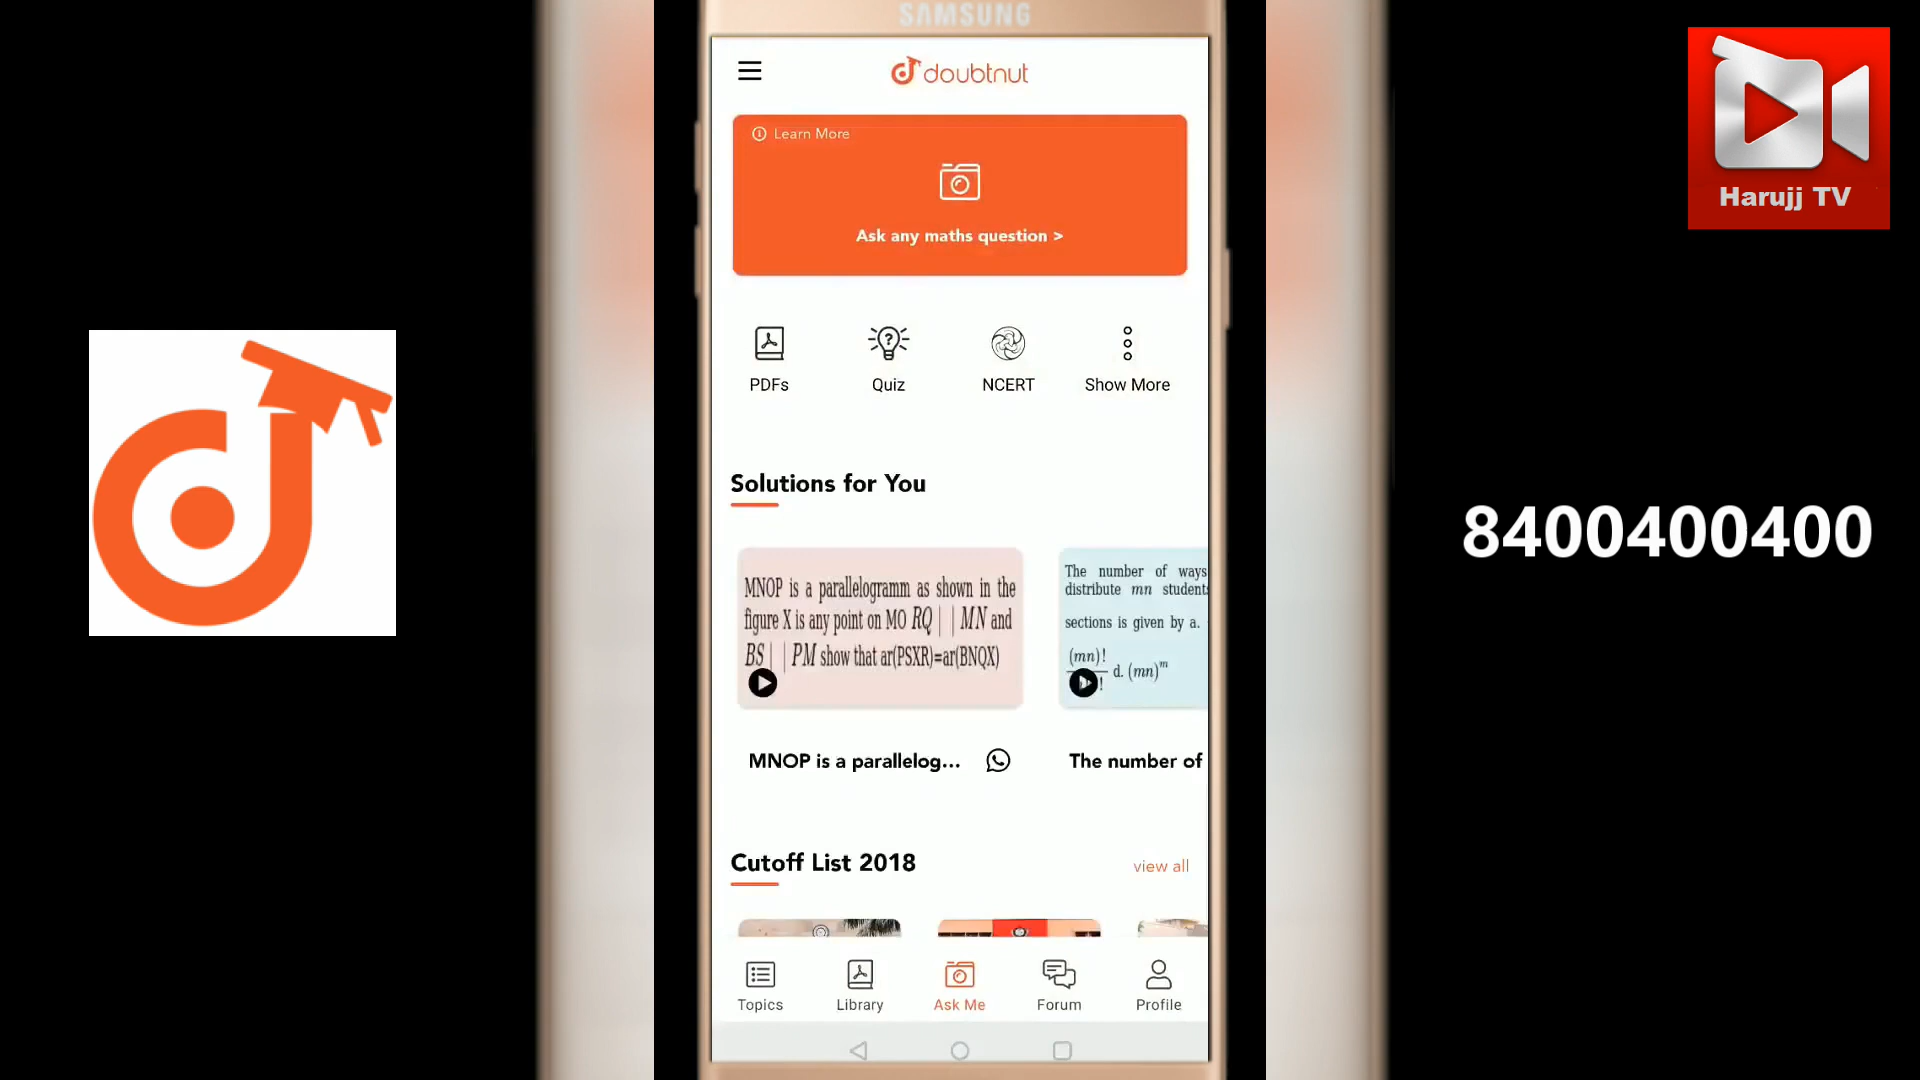 SAMSUNG
doubtnut
Learn More
Ask any maths question >
PDFs
Quiz
NCERT
Show More
Solutions for You
MNOP is a parallelogramm as shown in the
figure X is any point on MO RQ | | MN and
BS | | PM show that ar(PSXR)=ar(BNQX)
The number of ways
distribute mn students
sections is given by a.
(mn)!
! d. (mn)^m
MNOP is a parallelog...
The number of
Cutoff List 2018
view all
Topics
Library
Ask Me
Forum
Profile
Harujj TV
8400400400